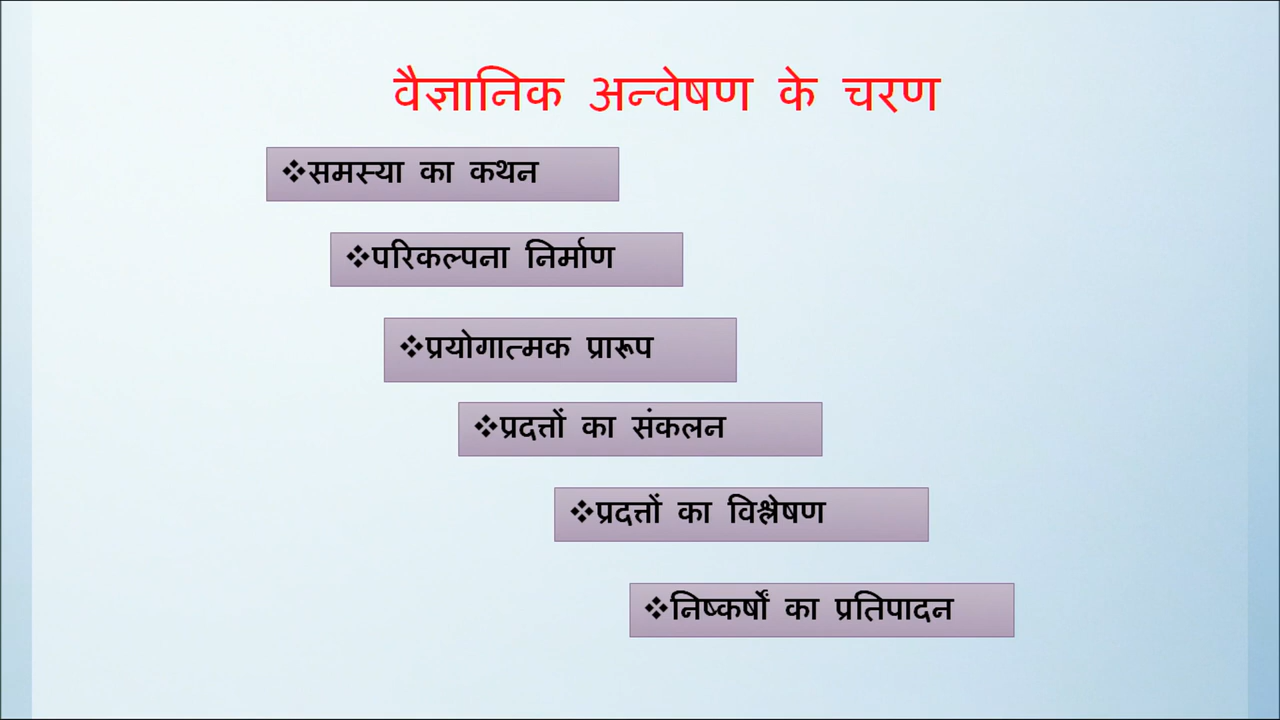 वैज्ञानिक अन्वेषण के चरण
❖समस्या का कथन
❖परिकल्पना निर्माण
❖प्रयोगात्मक प्रारूप
❖प्रदत्तों का संकलन
❖प्रदत्तों का विश्लेषण
❖निष्कर्षों का प्रतिपादन